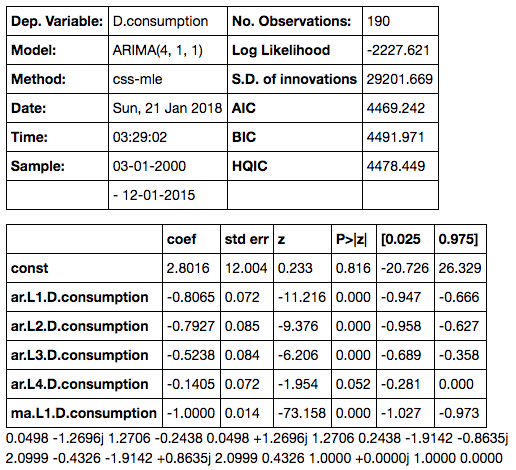 Dep. Variable: D.consumption No. Observations: 190
Model: ARIMA(4, 1, 1) Log Likelihood -2227.621
Method: css-mle S.D. of innovations 29201.669
Date: Sun, 21 Jan 2018 AIC 4469.242
Time: 03:29:02 BIC 4491.971
Sample: 03-01-2000 HQIC 4478.449
- 12-01-2015
coef std err z P>|z| [0.025 0.975]
const 2.8016 12.004 0.233 0.816 -20.726 26.329
ar.L1.D.consumption -0.8065 0.072 -11.216 0.000 -0.947 -0.666
ar.L2.D.consumption -0.7927 0.085 -9.376 0.000 -0.958 -0.627
ar.L3.D.consumption -0.5238 0.084 -6.206 0.000 -0.689 -0.358
ar.L4.D.consumption -0.1405 0.072 -1.954 0.052 -0.281 0.000
ma.L1.D.consumption -1.0000 0.014 -73.158 0.000 -1.027 -0.973
0.0498 -1.2696j 1.2706 -0.2438 0.0498 +1.2696j 1.2706 0.2438 -1.9142 -0.8635j
2.0999 -0.4326 -1.9142 +0.8635j 2.0999 0.4326 1.0000 +0.0000j 1.0000 0.0000